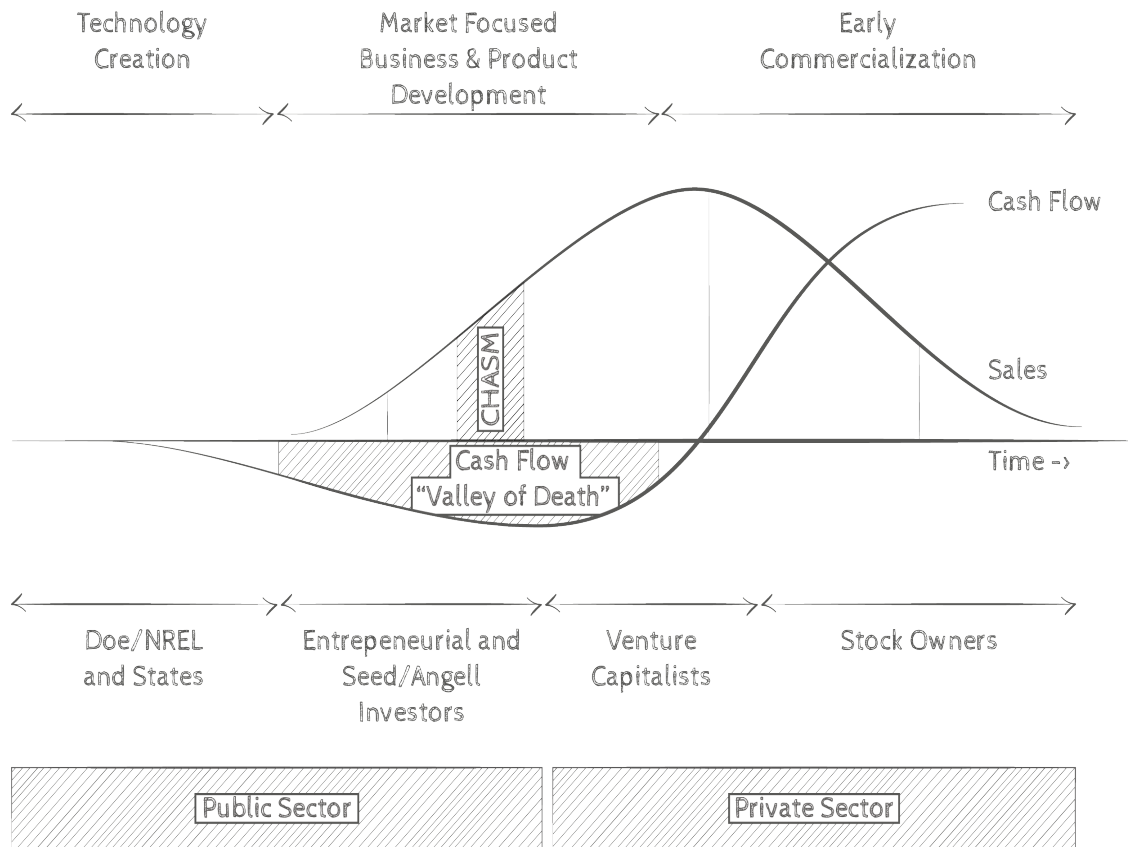 Technology
Creation
Market Focused
Business & Product
Development
Early
Commercialization
Cash Flow
CHASM
Sales
Cash Flow
“Valley of Death”
Time ->
Doe/NREL
and States
Entrepeneurial and
Seed/Angell
Investors
Venture
Capitalists
Stock Owners
Public Sector
Private Sector